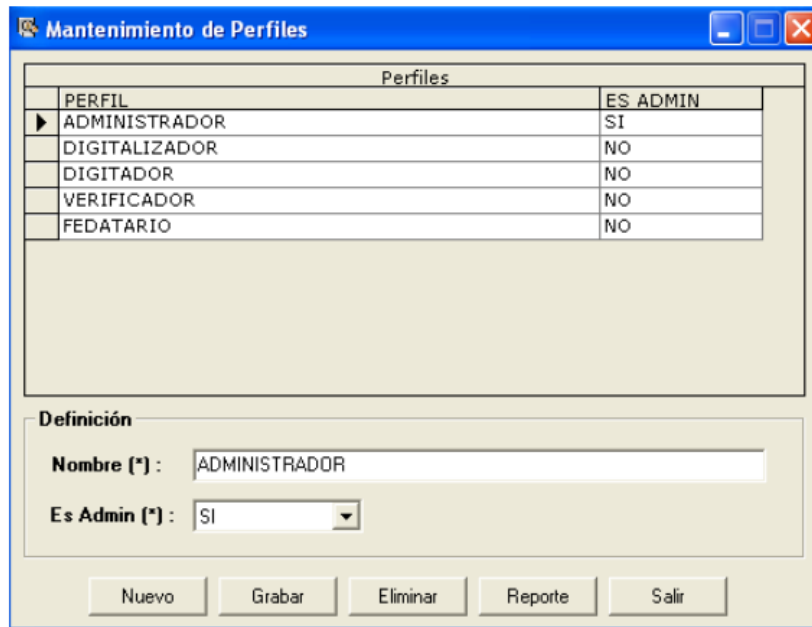 Mantenimiento de Perfiles
Perfiles
PERFIL ES ADMIN
ADMINISTRADOR SI
DIGITALIZADOR NO
DIGITADOR NO
VERIFICADOR NO
FEDATARIO NO
Definición
Nombre (*) : ADMINISTRADOR
Es Admin (*) : SI
Nuevo Grabar Eliminar Reporte Salir